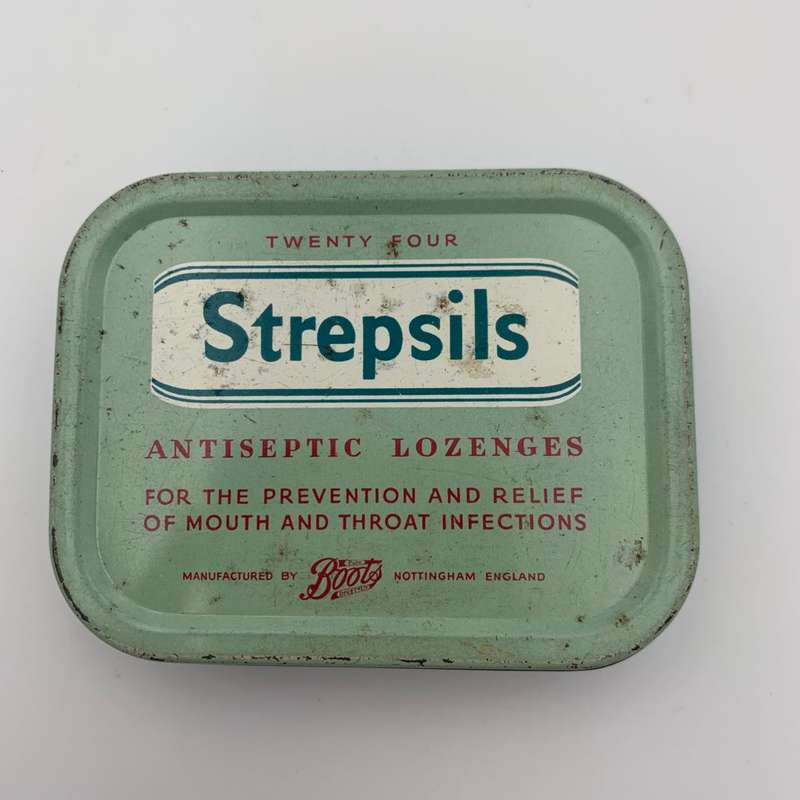 TWENTY FOUR
Strepsils
ANTISEPTIC LOZENGES
FOR THE PREVENTION AND RELIEF
OF MOUTH AND THROAT INFECTIONS
MANUFACTURED BY Boots NOTTINGHAM ENGLAND